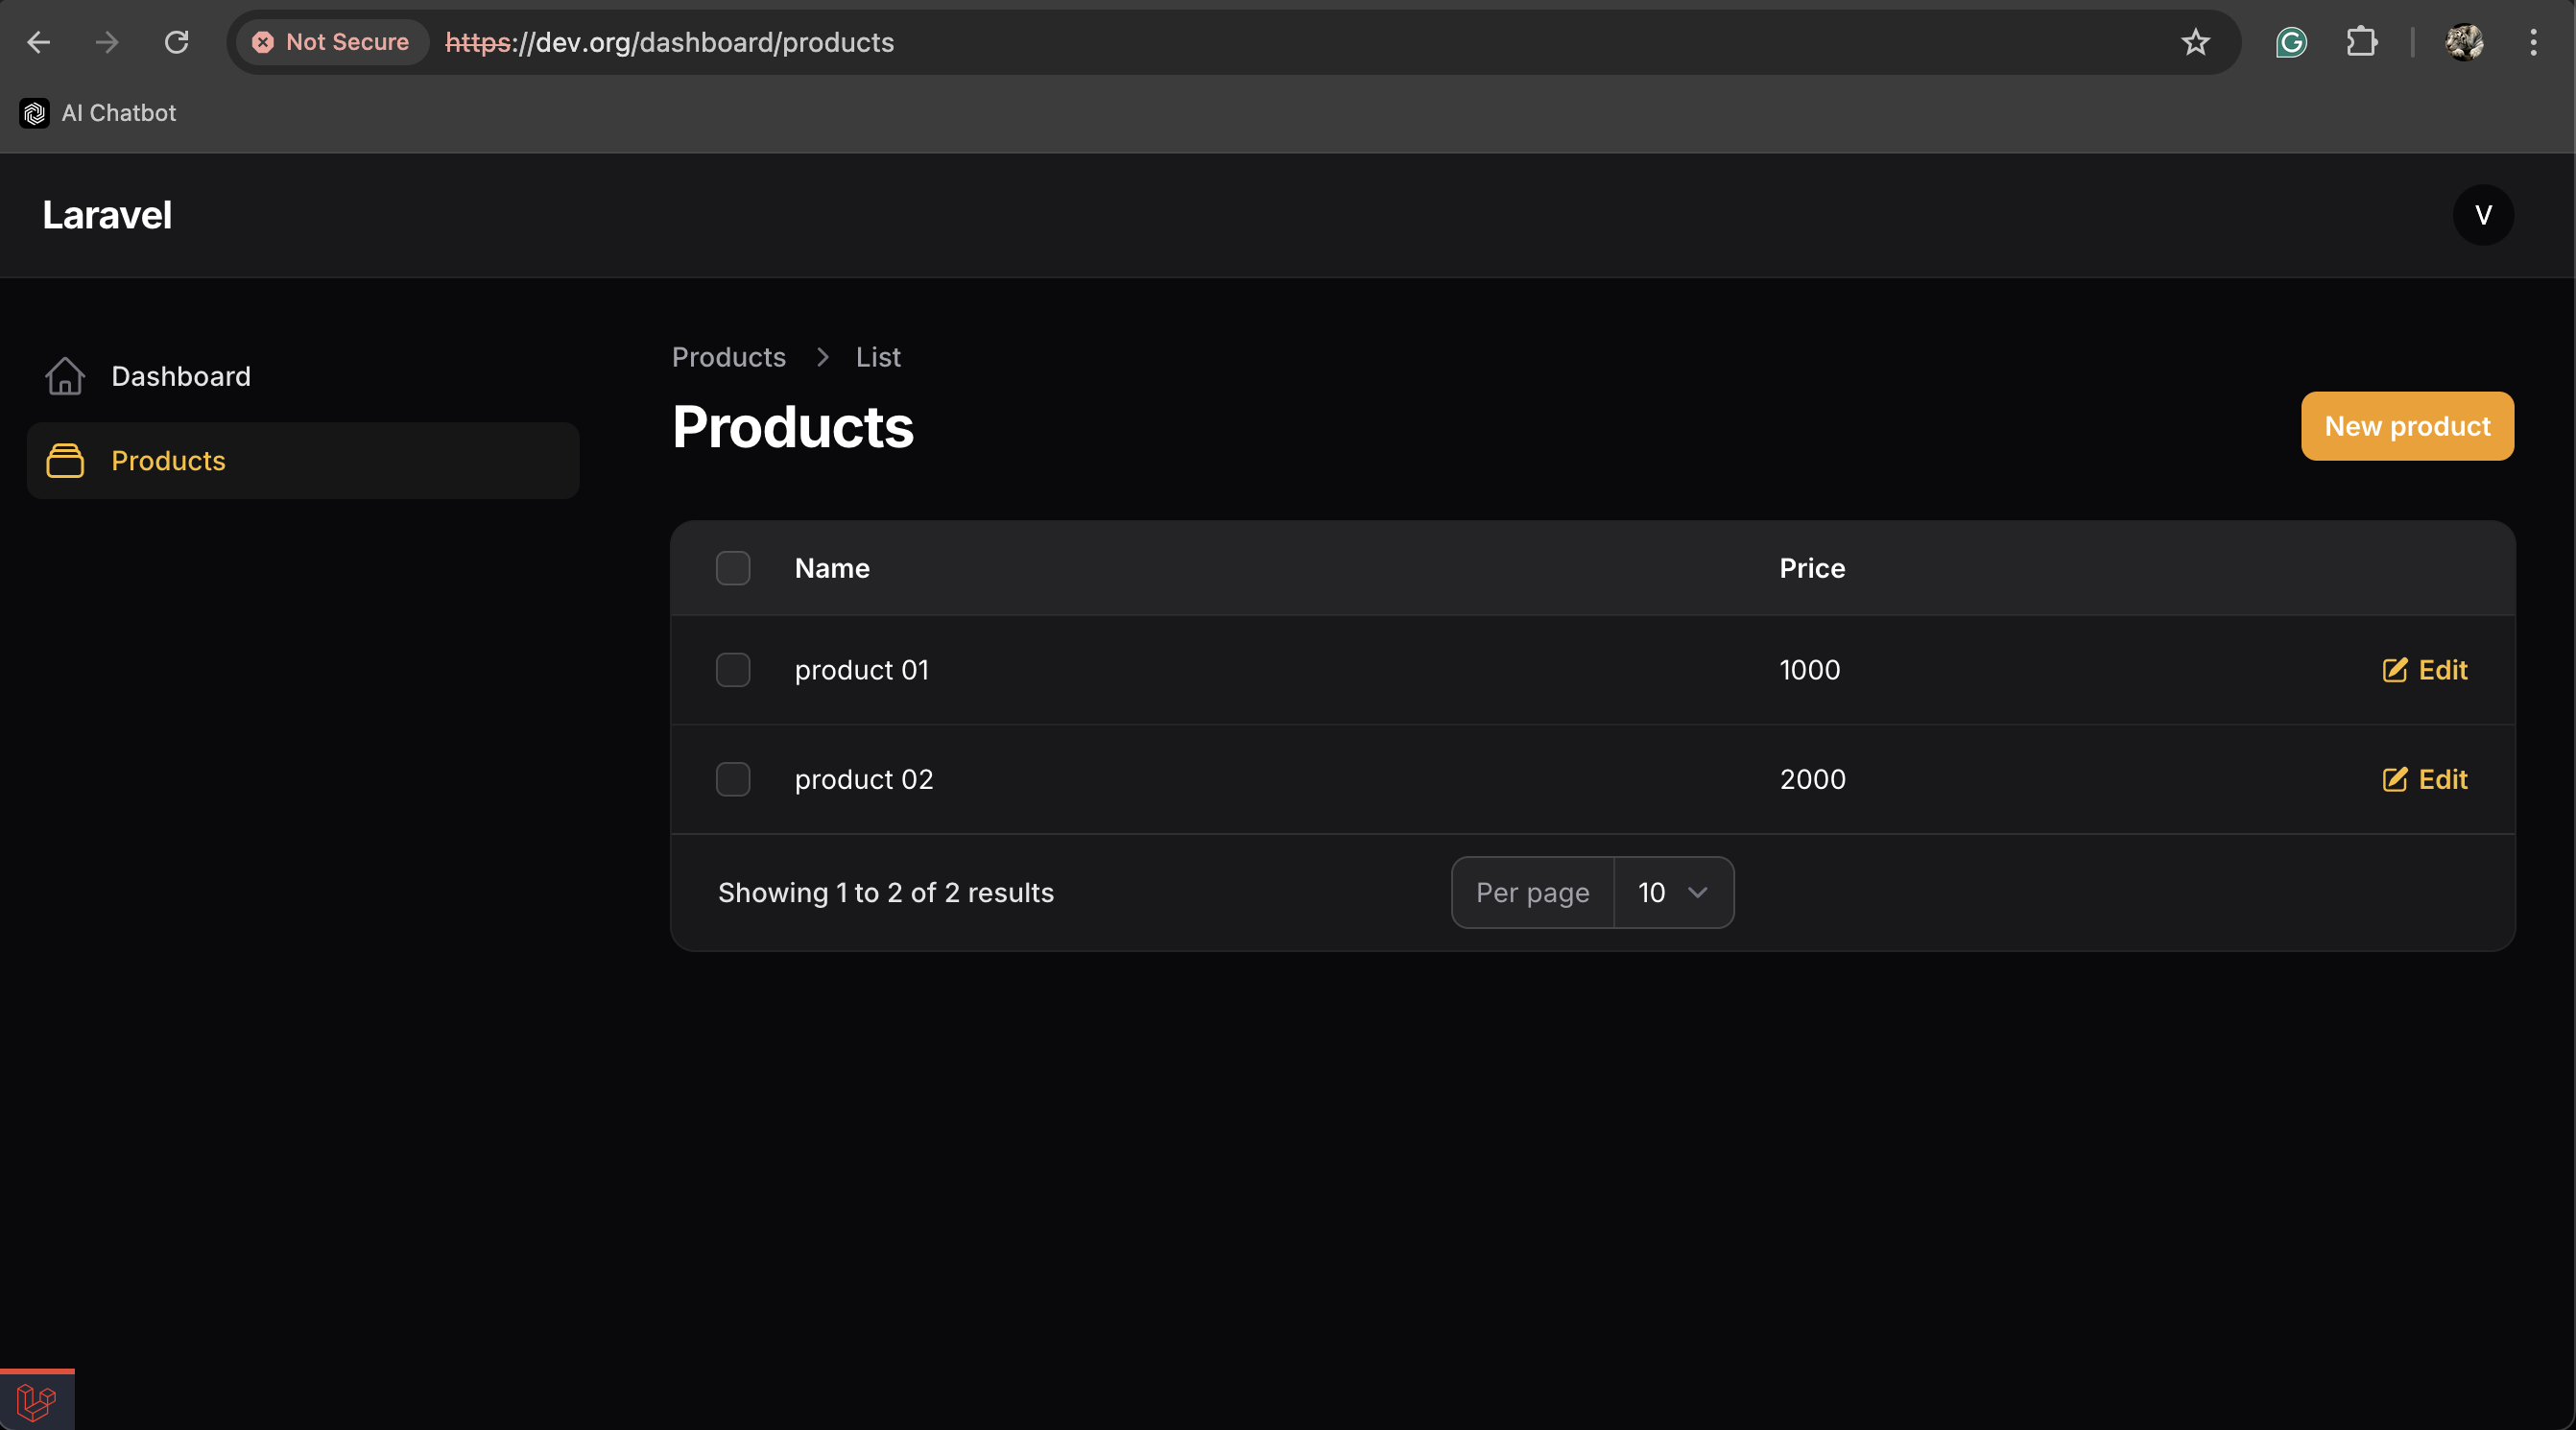 Not Secure https://dev.org/dashboard/products
AI Chatbot
Laravel V
Dashboard
Products
Products List
Products
New product
Name Price
product 01 1000 Edit
product 02 2000 Edit
Showing 1 to 2 of 2 results Per page 10